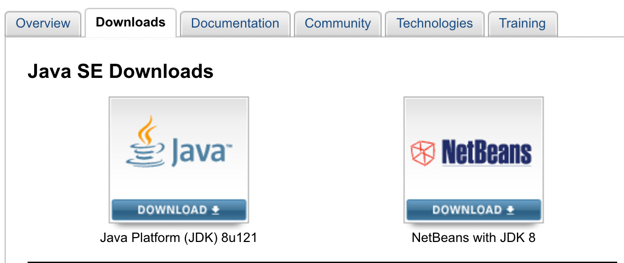 Overview Downloads Documentation Community Technologies Training
Java SE Downloads
Java™ NetBeans
DOWNLOAD DOWNLOAD
Java Platform (JDK) 8u121 NetBeans with JDK 8